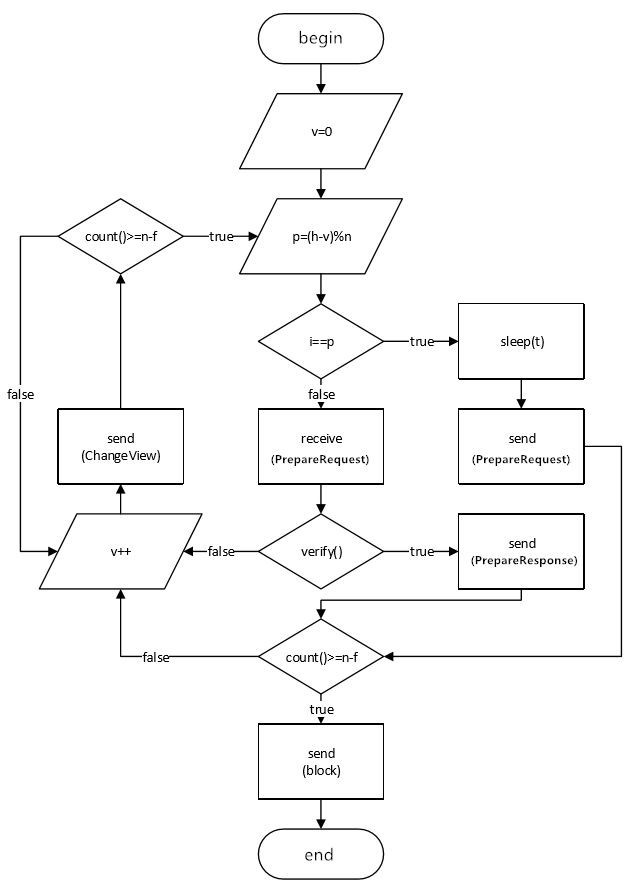 begin
v=0
count()>=n-f
true
p=(h-v)%n
i==p
true
sleep(t)
false
false
send
(ChangeView)
receive
(PrepareRequest)
send
(PrepareRequest)
v++
false
verify()
true
send
(PrepareResponse)
false
count()>=n-f
true
send
(block)
end